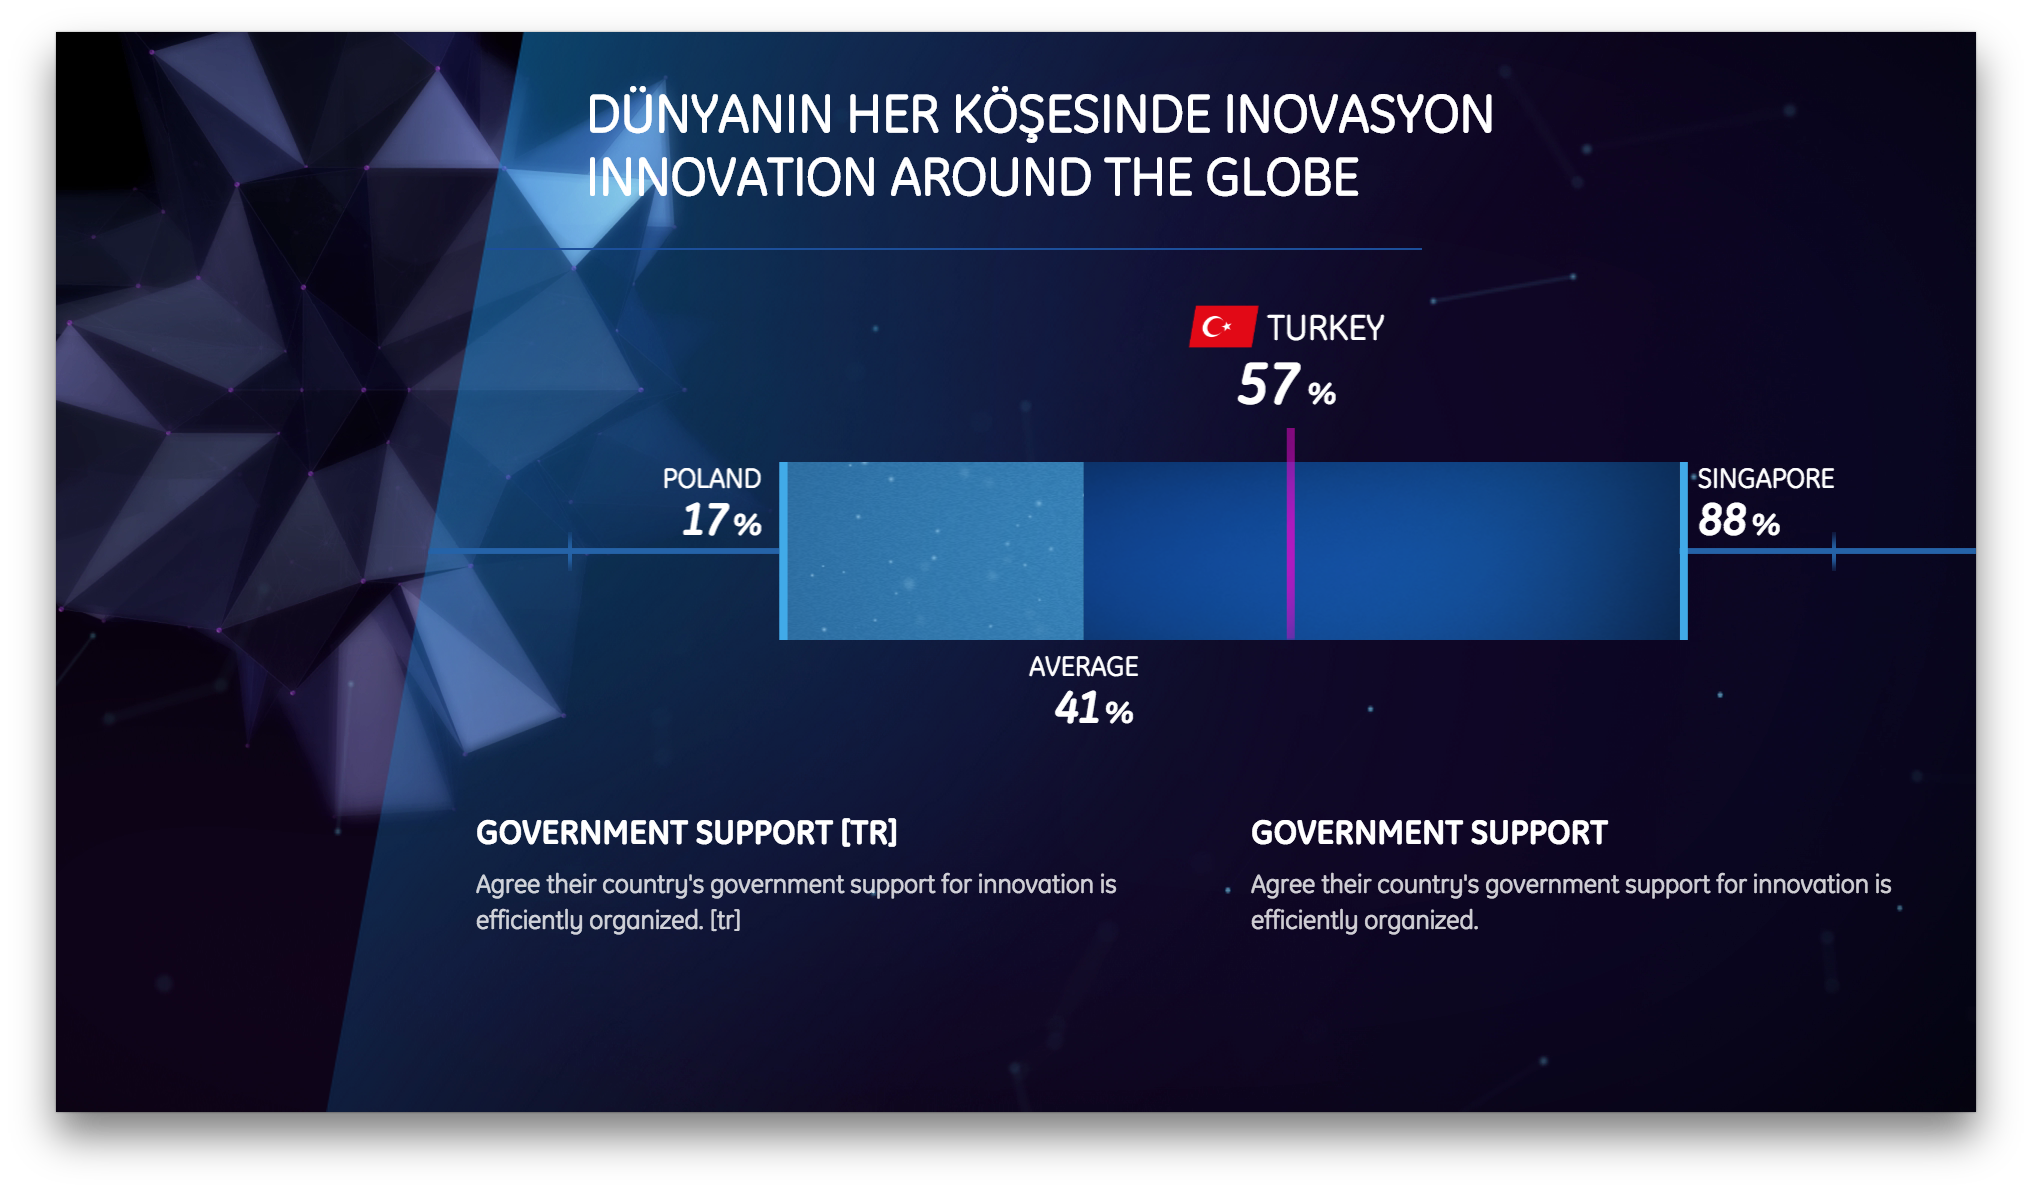 DÜNYANIN HER KÖŞESINDE INOVASYON
INNOVATION AROUND THE GLOBE
TURKEY
57 %
POLAND
17 %
SINGAPORE
88 %
AVERAGE
41 %
GOVERNMENT SUPPORT [TR]
Agree their country's government support for innovation is
efficiently organized. [tr]
GOVERNMENT SUPPORT
Agree their country's government support for innovation is
efficiently organized.